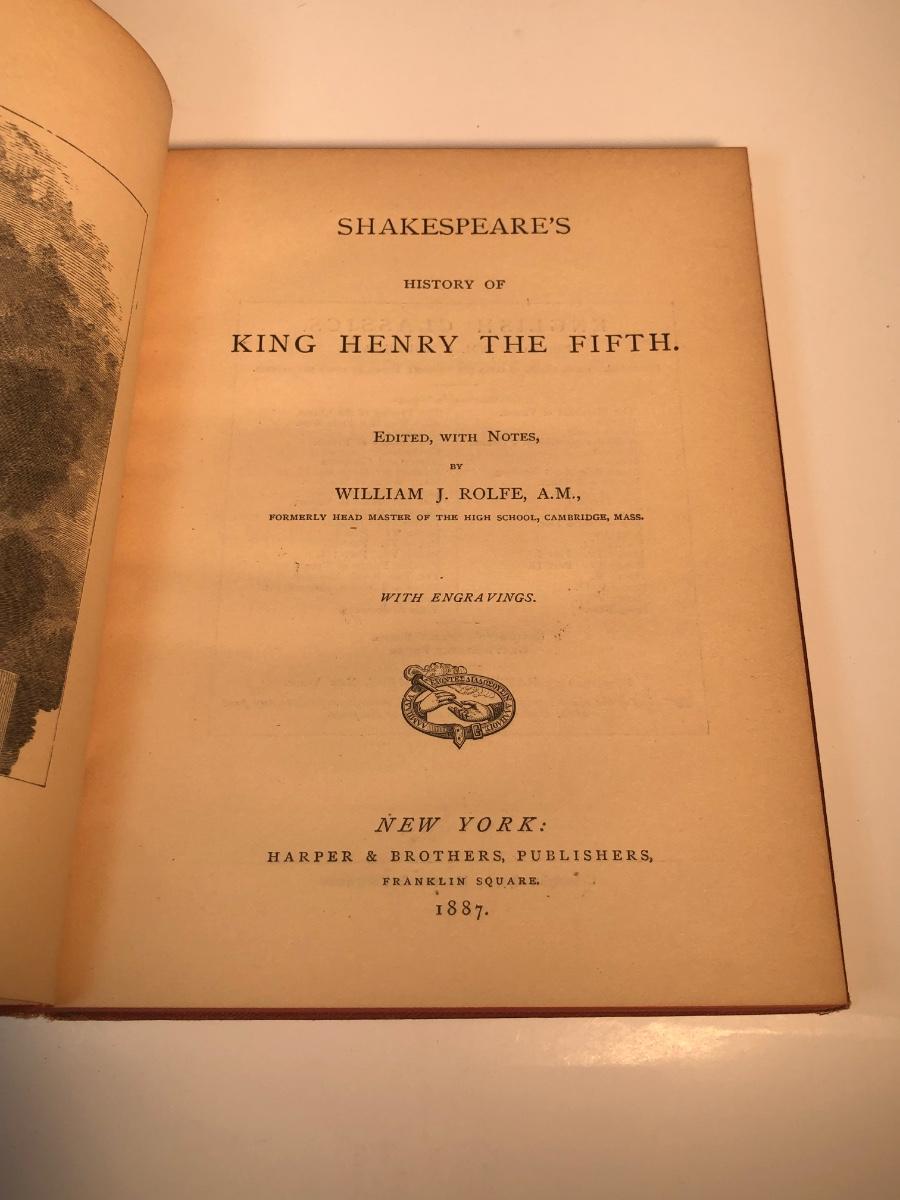 SHAKESPEARE'S
HISTORY OF
KING HENRY THE FIFTH.
EDITED, WITH NOTES,
BY
WILLIAM J. ROLFE, A.M.,
FORMERLY HEAD MASTER OF THE HIGH SCHOOL, CAMBRIDGE, MASS.
WITH ENGRAVINGS.
NEW YORK:
HARPER & BROTHERS, PUBLISHERS,
FRANKLIN SQUARE.
1887.